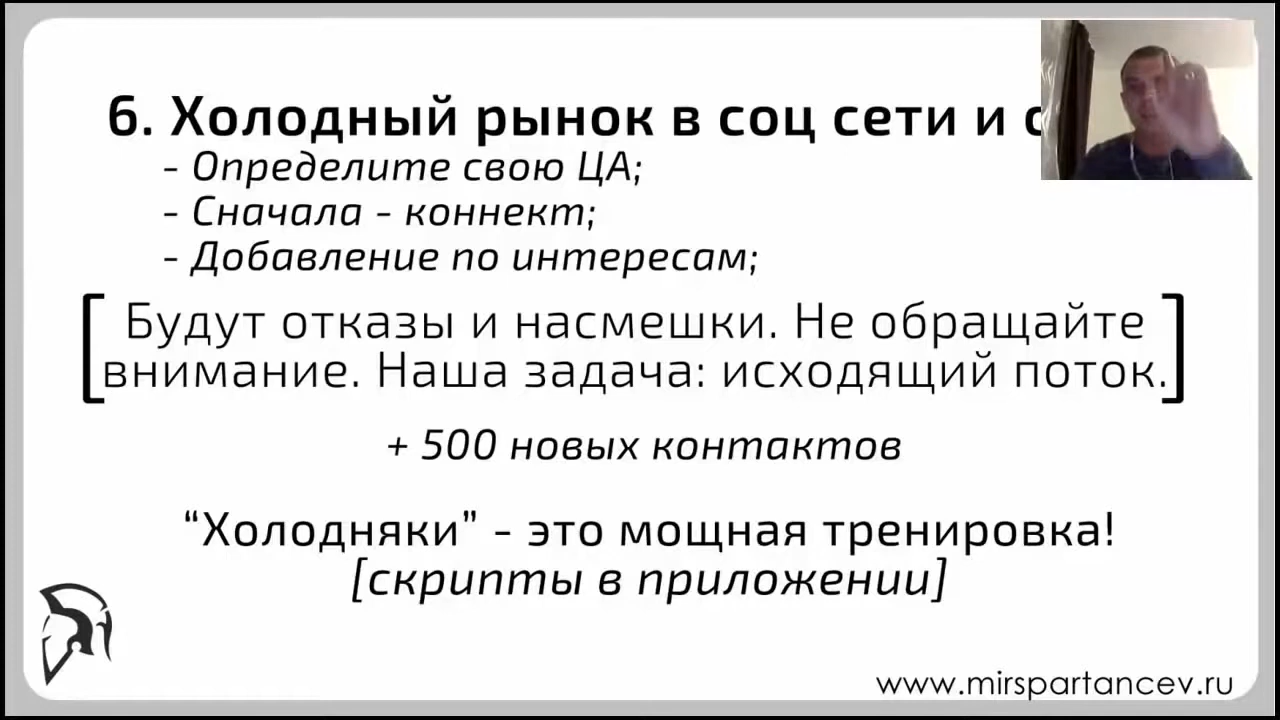 6. Холодный рынок в соц сети и
- Определите свою ЦА;
- Сначала - коннект;
- Добавление по интересам;
Будут отказы и насмешки. Не обращайте
внимание. Наша задача: исходящий поток.
+ 500 новых контактов
“Холодняки” - это мощная тренировка!
[скрипты в приложении]
www.mirspartancev.ru